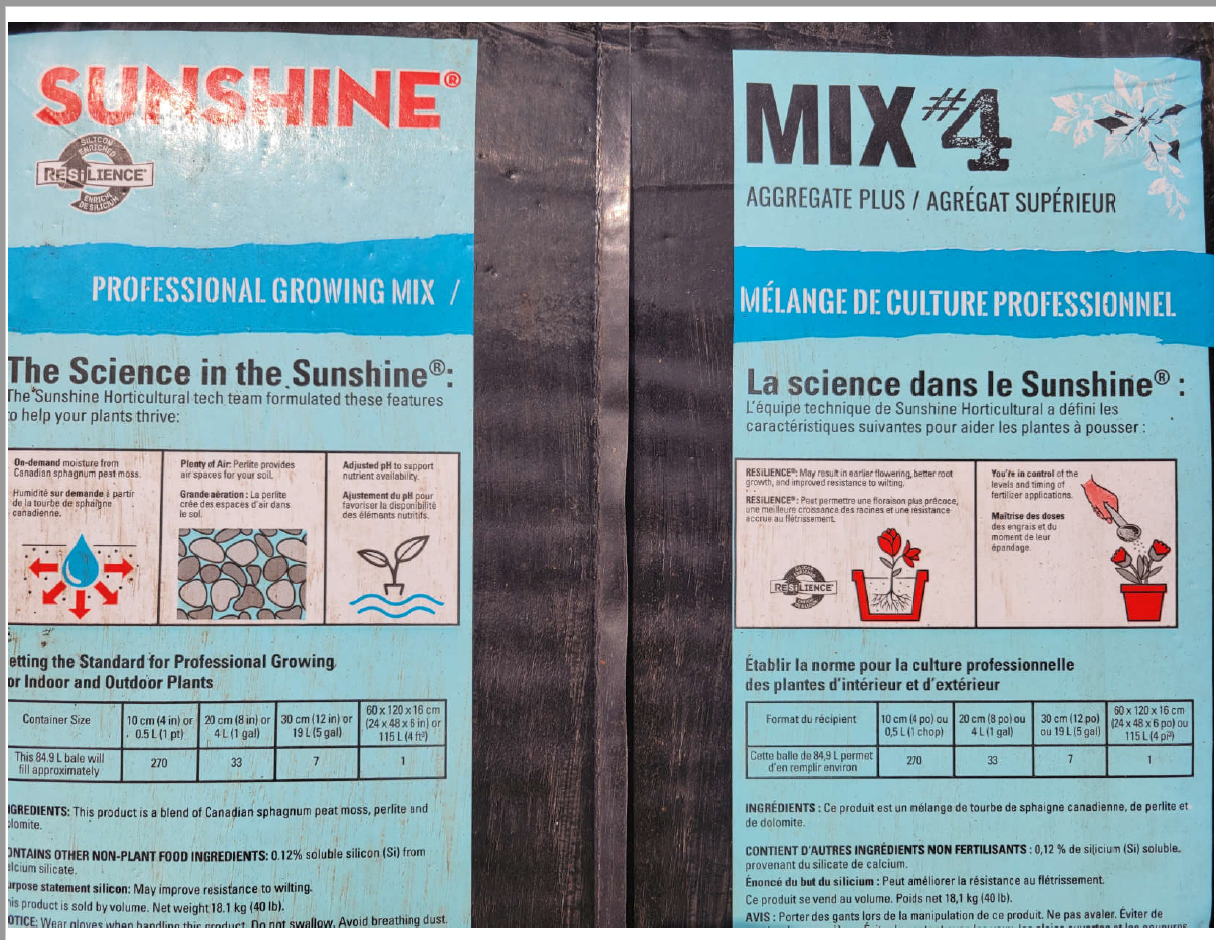 SUNSHINE®
SILICON
ENRICHED
RESiLIENCE®
ENRICHI
DE SILICIUM
PROFESSIONAL GROWING MIX /
The Science in the Sunshine®:
The Sunshine Horticultural tech team formulated these features
to help your plants thrive:
On-demand moisture from
Canadian sphagnum peat moss.
Humidité sur demande à partir
de la tourbe de sphaigne
canadienne.
Plenty of Air: Perlite provides
air spaces for your soil.
Grande aération : La perlite
crée des espaces d'air dans
le sol.
Adjusted pH to support
nutrient availability.
Ajustement du pH pour
favoriser la disponibilité
des éléments nutritifs.
etting the Standard for Professional Growing
or Indoor and Outdoor Plants
Container Size
10 cm (4 in) or
0.5 L (1 pt)
20 cm (8 in) or
4 L (1 gal)
30 cm (12 in) or
19 L (5 gal)
60 x 120 x 16 cm
(24 x 48 x 6 in) or
115 L (4 ft³)
This 84.9 L bale will
fill approximately
270
33
7
1
GREDIENTS: This product is a blend of Canadian sphagnum peat moss, perlite and
lomite.
ONTAINS OTHER NON-PLANT FOOD INGREDIENTS: 0.12% soluble silicon (Si) from
lcium silicate.
urpose statement silicon: May improve resistance to wilting.
is product is sold by volume. Net weight 18.1 kg (40 lb).
OTICE: Wear gloves when handling this product. Do not swallow. Avoid breathing dust.
MIX #4
AGGREGATE PLUS / AGRÉGAT SUPÉRIEUR
MÉLANGE DE CULTURE PROFESSIONNEL
La science dans le Sunshine® :
L'équipe technique de Sunshine Horticultural a défini les
caractéristiques suivantes pour aider les plantes à pousser :
RESiLIENCE®: May result in earlier flowering, better root
growth, and improved resistance to wilting.
RESiLIENCE® : Peut permettre une floraison plus précoce,
une meilleure croissance des racines et une résistance
accrue au flétrissement.
RESiLIENCE®
You're in control of the
levels and timing of
fertilizer applications.
Maîtrise des doses
des engrais et du
moment de leur
épandage.
Établir la norme pour la culture professionnelle
des plantes d'intérieur et d'extérieur
Format du récipient
10 cm (4 po) ou
0,5 L (1 chop)
20 cm (8 po) ou
4 L (1 gal)
30 cm (12 po)
ou 19 L (5 gal)
60 x 120 x 16 cm
(24 x 48 x 6 po) ou
115 L (4 pi³)
Cette balle de 84,9 L permet
d'en remplir environ
270
33
7
1
INGRÉDIENTS : Ce produit est un mélange de tourbe de sphaigne canadienne, de perlite et
de dolomite.
CONTIENT D'AUTRES INGRÉDIENTS NON FERTILISANTS : 0,12 % de silicium (Si) soluble.
provenant du silicate de calcium.
Énoncé du but du silicium : Peut améliorer la résistance au flétrissement.
Ce produit se vend au volume. Poids net 18,1 kg (40 lb).
AVIS : Porter des gants lors de la manipulation de ce produit. Ne pas avaler. Éviter de